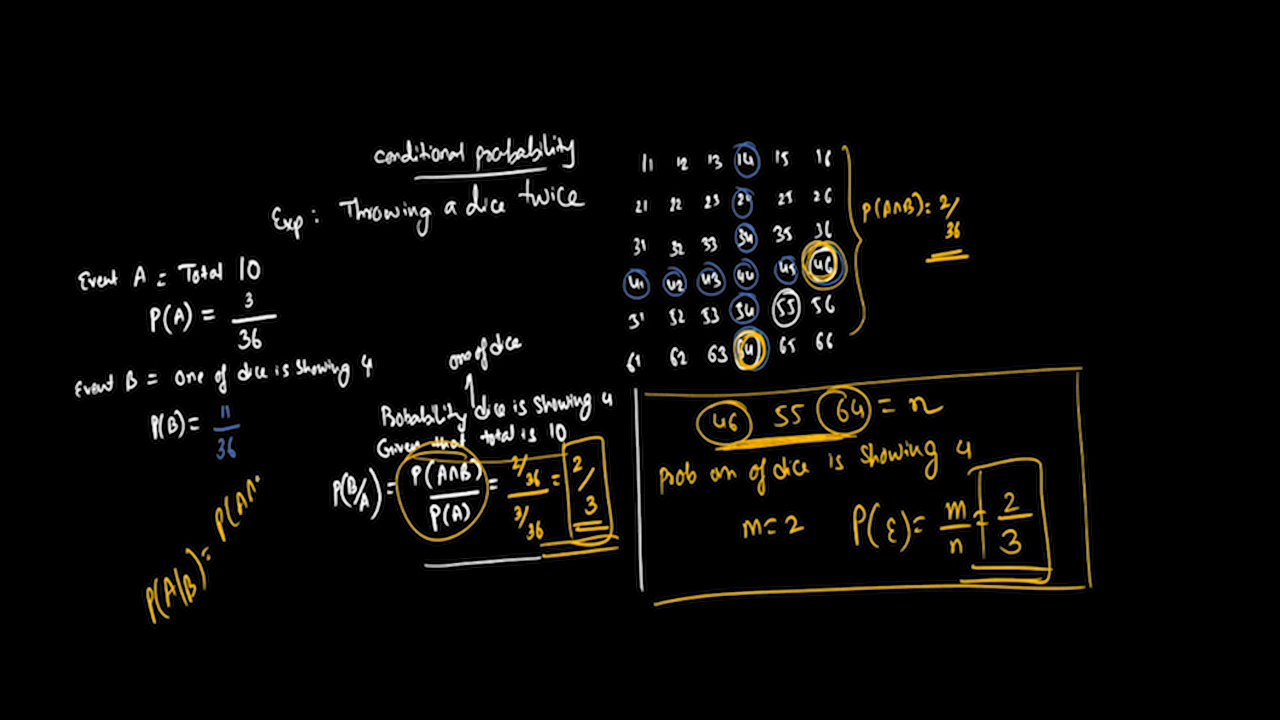 conditional probability
Exp: Throwing a dice twice
Event A = Total 10
P(A) = 3/36
Event B = One of dice is showing 4
P(B) = 11/36
P(A|B) = P(A∩
11 12 13 14 15 16
21 22 23 24 25 26
31 32 33 34 35 36
41 42 43 44 45 46
51 52 53 54 55 56
61 62 63 64 65 66
P(A∩B) = 2/36
one of dice
Probability dice is showing 4
Given that total is 10
P(B/A) = P(A∩B)/P(A) = 2/36 / 3/36 = 2/3
46 55 64 = n
Prob on of dice is showing 4
m = 2 P(E) = m/n = 2/3